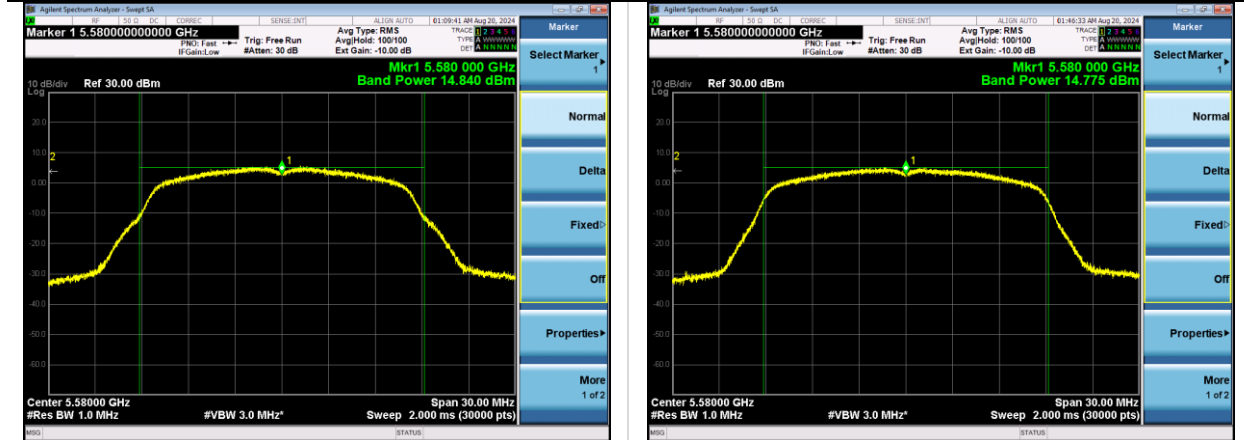 Agilent Spectrum Analyzer - Swept SA
RF 50 Ω DC CORREC SENSE:INT ALIGN AUTO 01:09:41 AM Aug 20, 2024
Marker 1 5.580000000000 GHz
PNO: Fast
IFGain:Low
Trig: Free Run
#Atten: 30 dB
Avg Type: RMS
Avg|Hold: 100/100
Ext Gain: -10.00 dB
TRACE 1 2 3 4 5 6
TYPE A WWWWW
DET A N N N N N
Mkr1 5.580 000 GHz
Band Power 14.840 dBm
10 dB/div Ref 30.00 dBm
Log
20.0
10.0
0.00
-10.0
-20.0
-30.0
-40.0
-50.0
-60.0
2
1
Center 5.58000 GHz Span 30.00 MHz
#Res BW 1.0 MHz #VBW 3.0 MHz* Sweep 2.000 ms (30000 pts)
MSG STATUS
Marker
Select Marker
1
Normal
Delta
Fixed
Off
Properties
More
1 of 2
Agilent Spectrum Analyzer - Swept SA
RF 50 Ω DC CORREC SENSE:INT ALIGN AUTO 01:46:33 AM Aug 20, 2024
Marker 1 5.580000000000 GHz
PNO: Fast
IFGain:Low
Trig: Free Run
#Atten: 30 dB
Avg Type: RMS
Avg|Hold: 100/100
Ext Gain: -10.00 dB
TRACE 1 2 3 4 5 6
TYPE A WWWWW
DET A N N N N N
Mkr1 5.580 000 GHz
Band Power 14.775 dBm
10 dB/div Ref 30.00 dBm
Log
20.0
10.0
0.00
-10.0
-20.0
-30.0
-40.0
-50.0
-60.0
2
1
Center 5.58000 GHz Span 30.00 MHz
#Res BW 1.0 MHz #VBW 3.0 MHz* Sweep 2.000 ms (30000 pts)
MSG STATUS
Marker
Select Marker
1
Normal
Delta
Fixed
Off
Properties
More
1 of 2